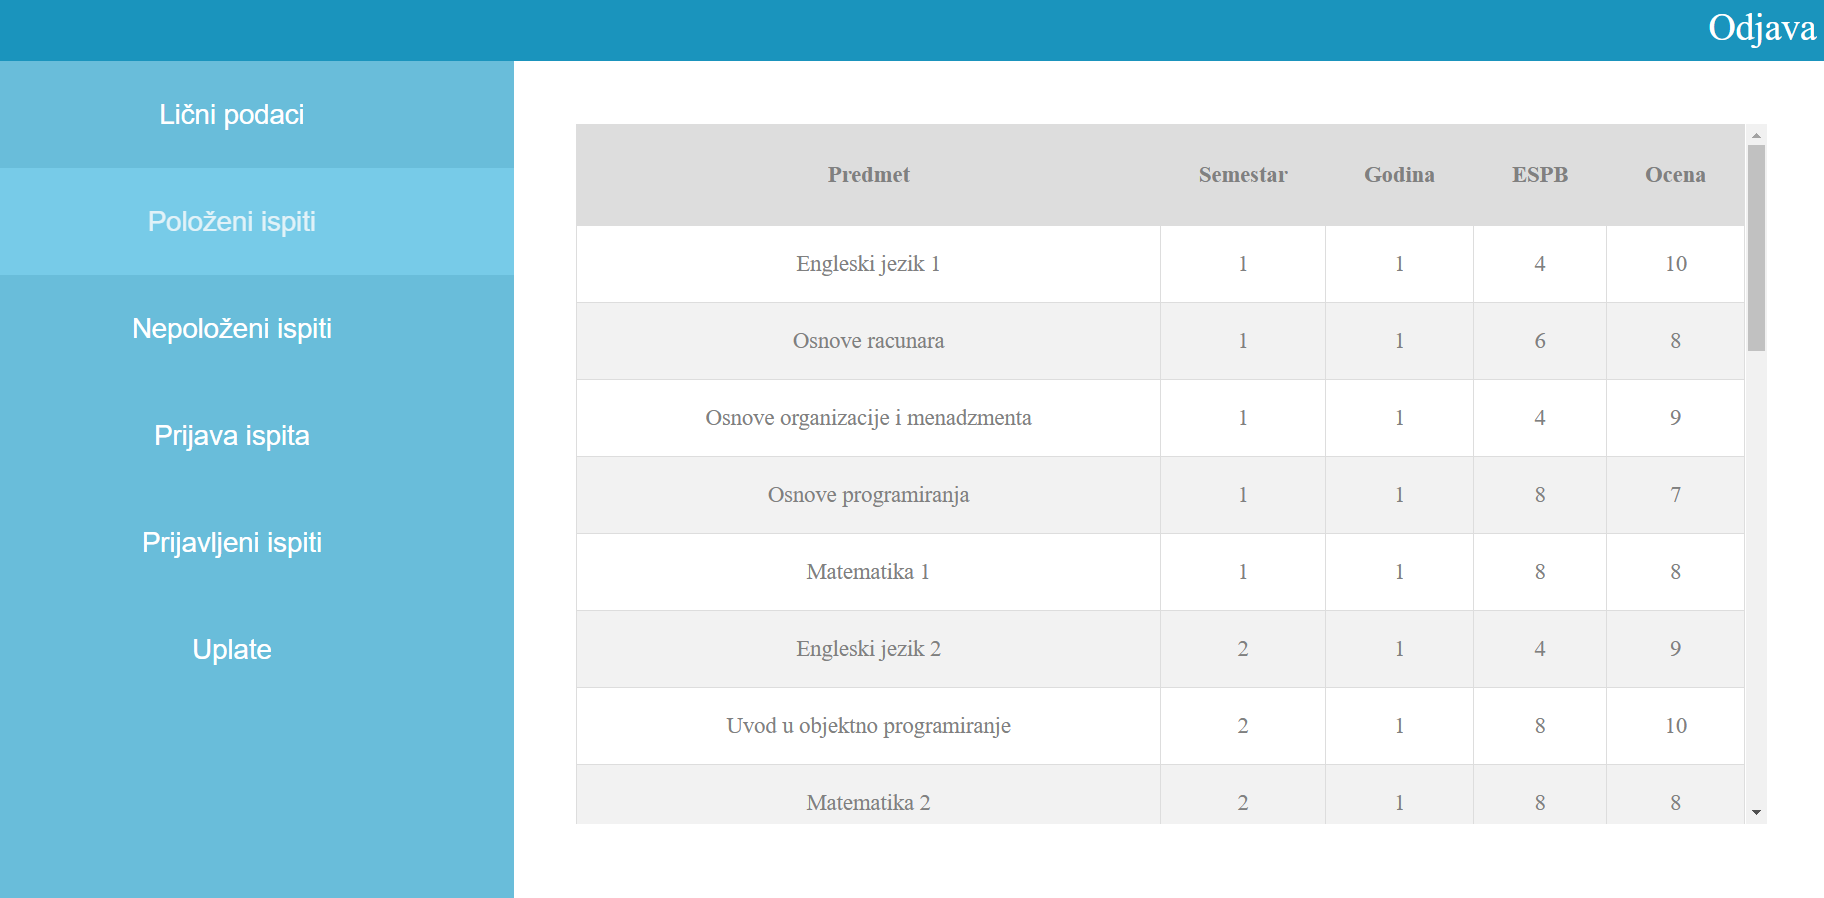 Odjava
Lični podaci
Položeni ispiti
Nepoloženi ispiti
Prijava ispita
Prijavljeni ispiti
Uplate
Predmet Semestar Godina ESPB Ocena
Engleski jezik 1 1 1 4 10
Osnove racunara 1 1 6 8
Osnove organizacije i menadzmenta 1 1 4 9
Osnove programiranja 1 1 8 7
Matematika 1 1 1 8 8
Engleski jezik 2 2 1 4 9
Uvod u objektno programiranje 2 1 8 10
Matematika 2 2 1 8 8